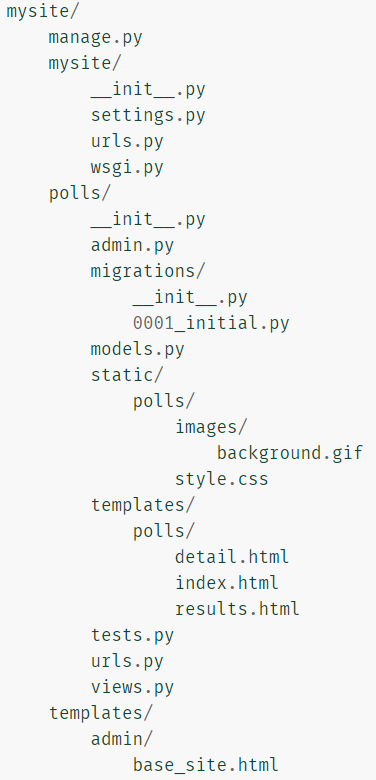 mysite/
    manage.py
    mysite/
        __init__.py
        settings.py
        urls.py
        wsgi.py
    polls/
        __init__.py
        admin.py
        migrations/
            __init__.py
            0001_initial.py
        models.py
        static/
            polls/
                images/
                    background.gif
                style.css
        templates/
            polls/
                detail.html
                index.html
                results.html
        tests.py
        urls.py
        views.py
    templates/
        admin/
            base_site.html